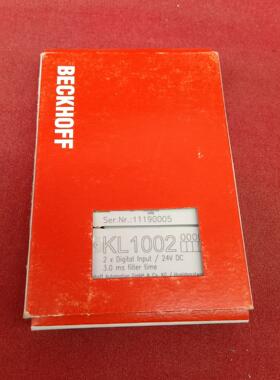 BECKHOFF
Ser.Nr.:11190005
KL1002
2 x Digital Input / 24V DC
3.0 ms filter time